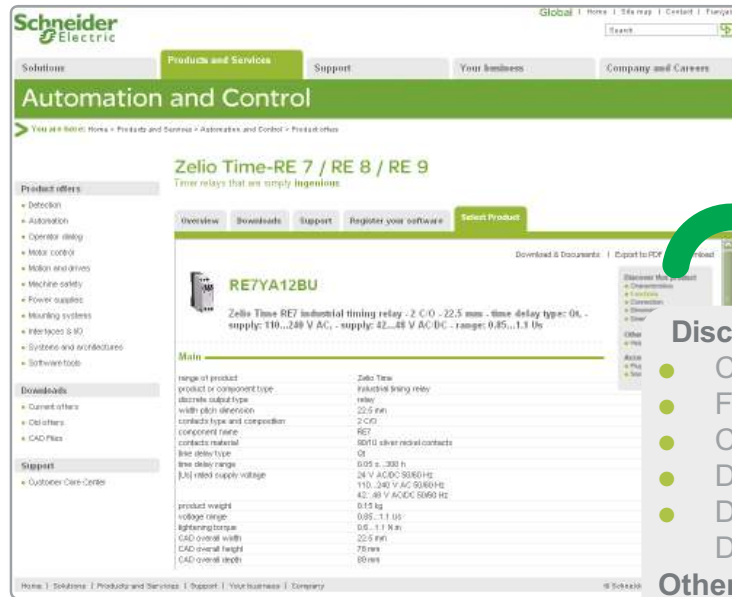 Global | Home | Site map | Contact | Français
Schneider
Electric
Search
Solutions
Products and Services
Support
Your business
Company and Careers
Automation and Control
You are here: Home > Products and Services > Automation and Control > Product offers
Zelio Time-RE 7 / RE 8 / RE 9
Timer relays that are simply ingenious
Product offers
Detection
Automation
Operator dialog
Motor control
Motion and drives
Machine safety
Power supplies
Mounting systems
Interfaces & I/O
Systems and architectures
Software tools
Downloads
Current offers
Old offers
CAD Files
Support
Customer Care Center
Overview
Downloads
Support
Register your software
Select Product
Download & Documents | Export to PDF
Discover this product
Characteristics
Functions
Connection
RE7YA12BU
Zelio Time RE7 industrial timing relay - 2 C/O - 22.5 mm - time delay type: Qt, -
supply: 110...240 V AC, - supply: 42...48 V AC/DC - range: 0.85...1.1 Us
Main
range of product Zelio Time
product or component type industrial timing relay
discrete output type relay
width pitch dimension 22.5 mm
contacts type and composition 2 C/O
component name RE7
contacts material 90/10 silver nickel contacts
time delay type Qt
time delay range 0.05 s...300 h
[Us] rated supply voltage 24 V AC/DC 50/60 Hz
110...240 V AC 50/60 Hz
42...48 V AC/DC 50/60 Hz
product weight 0.15 kg
voltage range 0.85...1.1 Us
tightening torque 0.6...1.1 N.m
CAD overall width 22.5 mm
CAD overall height 78 mm
CAD overall depth 80 mm
Disc
C
F
C
D
D
D
Other
Home | Solutions | Products and Services | Support | Your business | Company